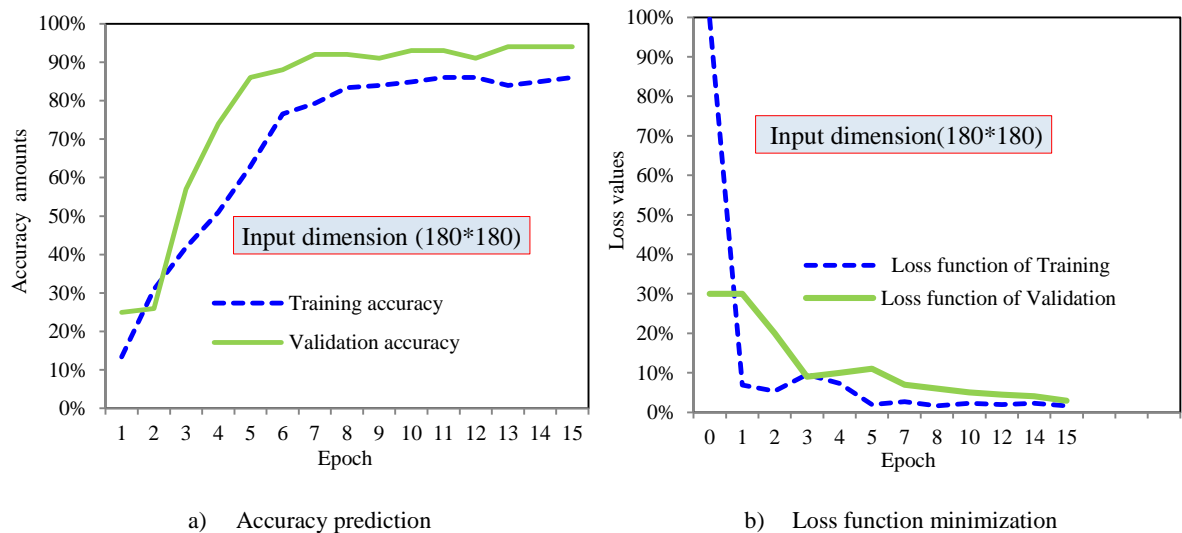 100%
90%
80%
70%
60%
50%
40%
30%
20%
10%
0%
Accuracy amounts
Input dimension (180*180)
Training accuracy
Validation accuracy
1 2 3 4 5 6 7 8 9 10 11 12 13 14 15
Epoch
a) Accuracy prediction
100%
90%
80%
70%
60%
50%
40%
30%
20%
10%
0%
Loss values
Input dimension(180*180)
Loss function of Training
Loss function of Validation
0 1 2 3 4 5 7 8 10 12 14 15
Epoch
b) Loss function minimization